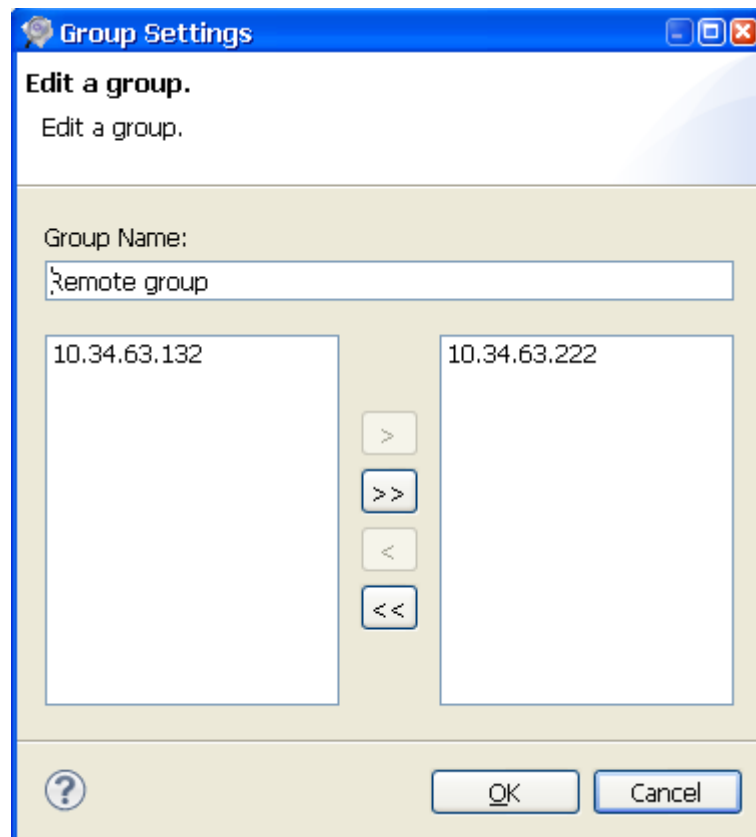 Group Settings
Edit a group.
Edit a group.
Group Name:
Remote group
10.34.63.132
10.34.63.222
>
>>
<
<<
?
OK
Cancel